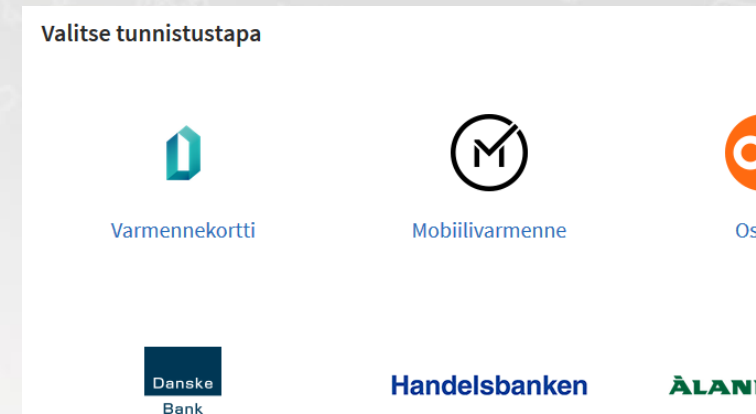 Valitse tunnistustapa
Varmennekortti
Mobiilivarmenne
Danske
Bank
Handelsbanken